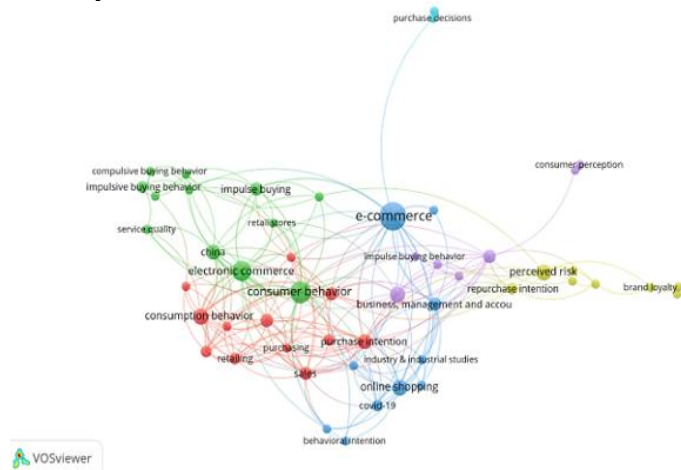 purchase decisions
consumer perception
compulsive buying behavior
impulsive buying behavior
impulse buying
e-commerce
retail stores
service quality
china
impulse buying behavior
electronic commerce
perceived risk
consumer behavior
repurchase intention
brand loyalty
business, management and accou
consumption behavior
purchase intention
purchasing
retailing
industry & industrial studies
sales
online shopping
covid-19
behavioral intention
VOSviewer